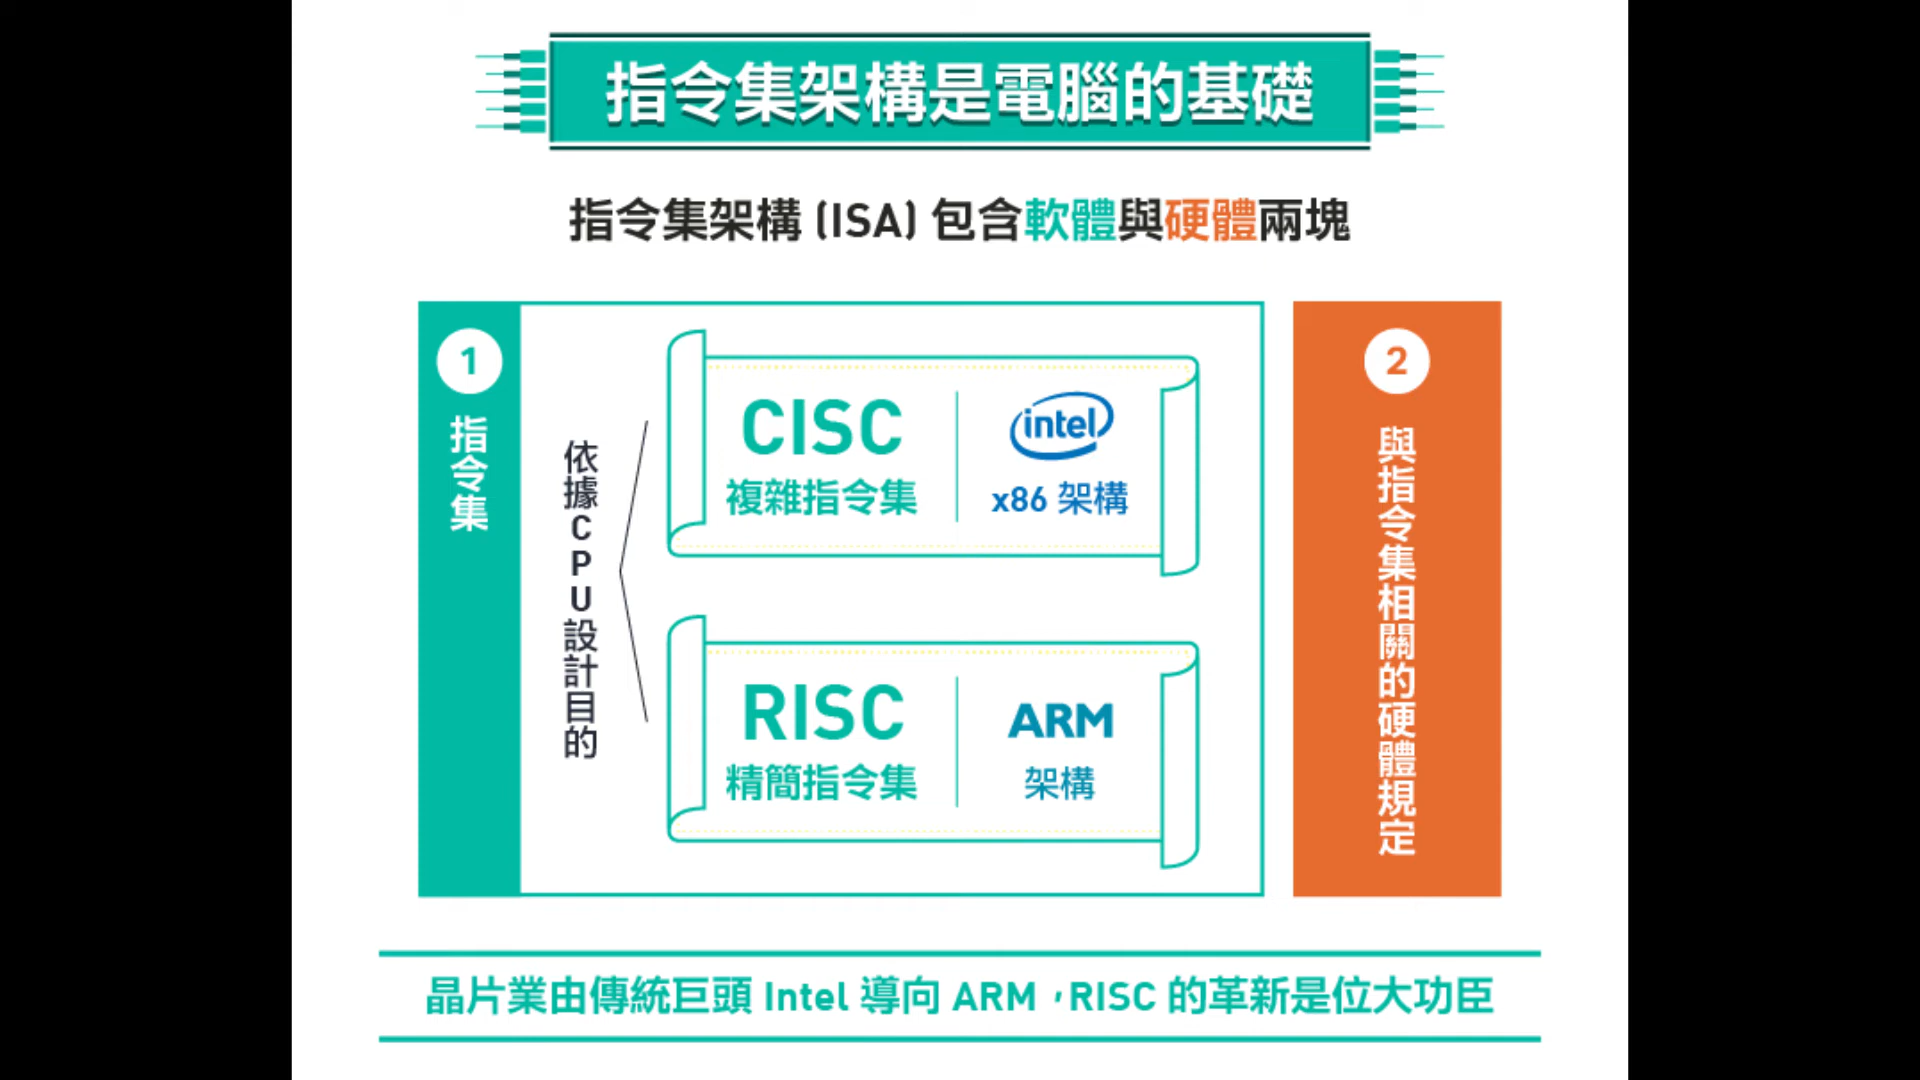 指令集架構是電腦的基礎
指令集架構 (ISA) 包含軟體與硬體兩塊
1
指令集
依據CPU設計目的
CISC
複雜指令集
intel
x86 架構
RISC
精簡指令集
ARM
架構
2
與指令集相關的硬體規定
晶片業由傳統巨頭 Intel 導向 ARM，RISC 的革新是位大功臣